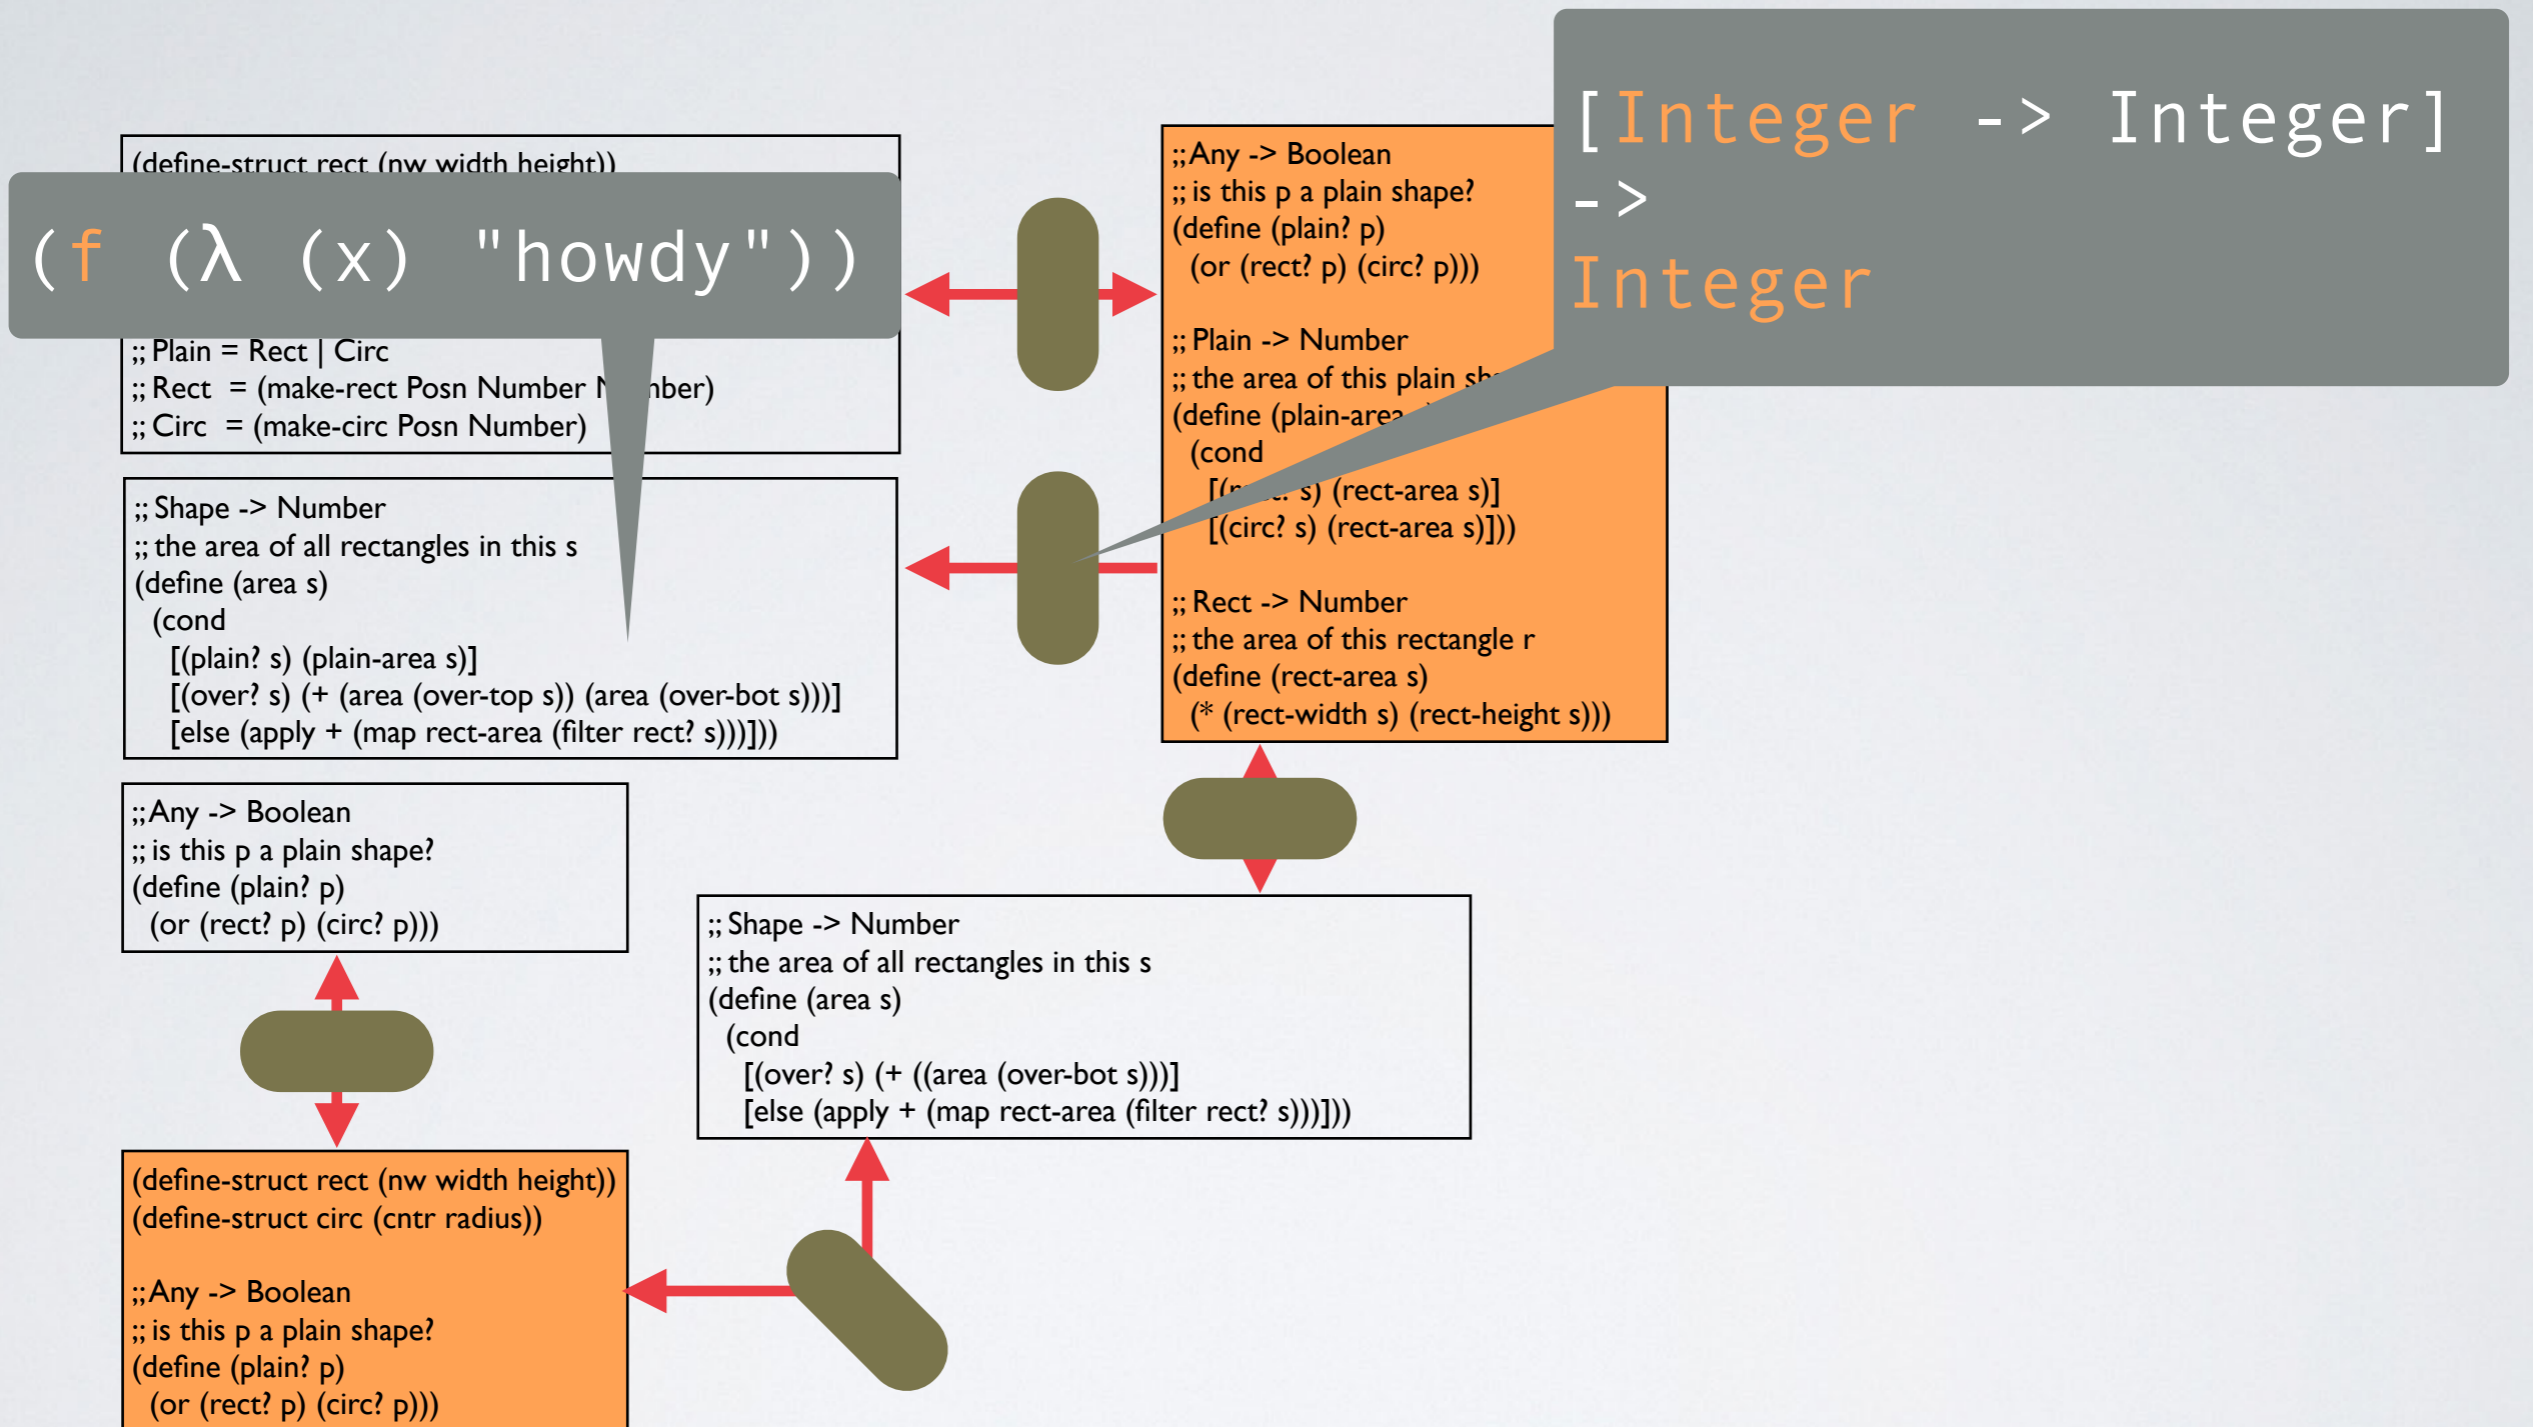 (define-struct rect (nw width height))
(f (λ (x) "howdy"))
;; Plain = Rect | Circ
;; Rect  = (make-rect Posn Number N mber)
;; Circ  = (make-circ Posn Number)
;; Shape -> Number
;; the area of all rectangles in this s
(define (area s)
(cond
[(plain? s) (plain-area s)]
[(over? s) (+ (area (over-top s)) (area (over-bot s)))]
[else (apply + (map rect-area (filter rect? s)))]))
;; Any -> Boolean
;; is this p a plain shape?
(define (plain? p)
(or (rect? p) (circ? p)))
;; Plain -> Number
;; the area of this plain
(define (plain-area
(cond
s) (rect-area s)]
[(circ? s) (rect-area s)]))
;; Rect -> Number
;; the area of this rectangle r
(define (rect-area s)
(* (rect-width s) (rect-height s)))
[Integer -> Integer]
->
Integer
;; Any -> Boolean
;; is this p a plain shape?
(define (plain? p)
(or (rect? p) (circ? p)))
;; Shape -> Number
;; the area of all rectangles in this s
(define (area s)
(cond
[(over? s) (+ ((area (over-bot s)))]
[else (apply + (map rect-area (filter rect? s)))]))
(define-struct rect (nw width height))
(define-struct circ (cntr radius))
;; Any -> Boolean
;; is this p a plain shape?
(define (plain? p)
(or (rect? p) (circ? p)))